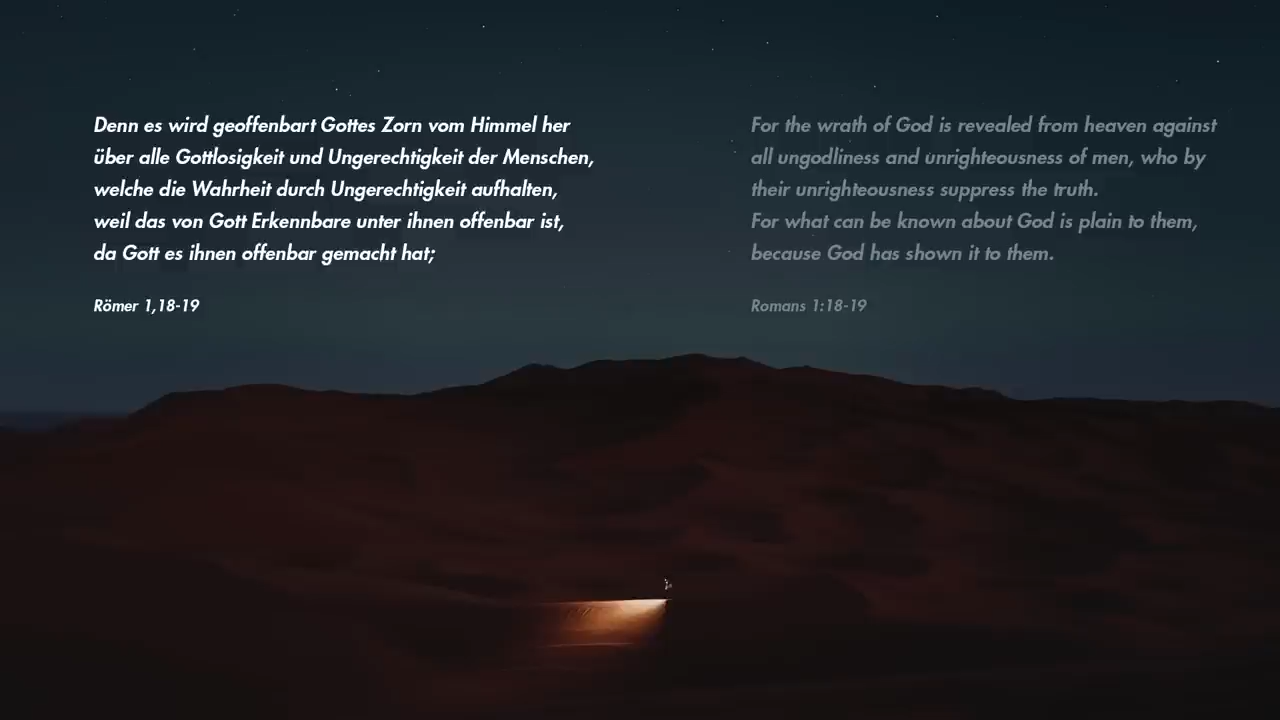 Denn es wird geoffenbart Gottes Zorn vom Himmel her
über alle Gottlosigkeit und Ungerechtigkeit der Menschen,
welche die Wahrheit durch Ungerechtigkeit aufhalten,
weil das von Gott Erkennbare unter ihnen offenbar ist,
da Gott es ihnen offenbar gemacht hat;
Römer 1,18-19
For the wrath of God is revealed from heaven against
all ungodliness and unrighteousness of men, who by
their unrighteousness suppress the truth.
For what can be known about God is plain to them,
because God has shown it to them.
Romans 1:18-19